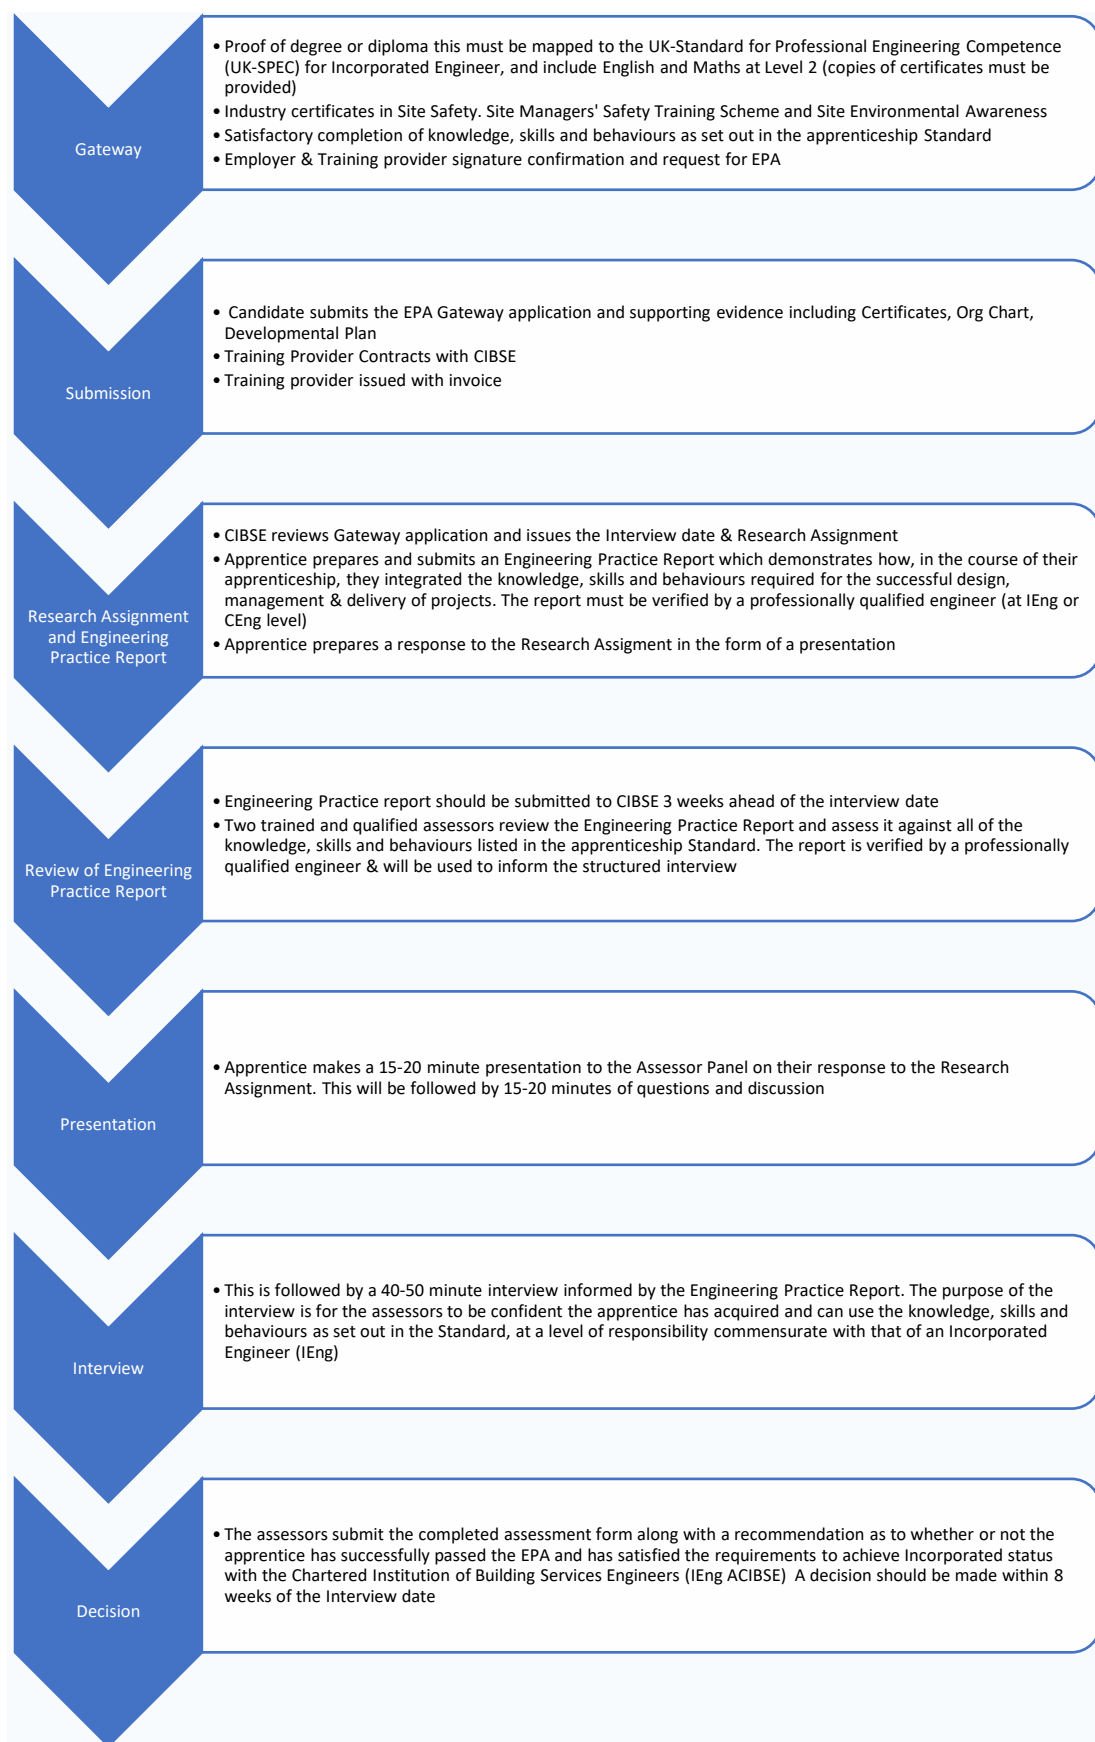 Gateway
• Proof of degree or diploma this must be mapped to the UK-Standard for Professional Engineering Competence
(UK-SPEC) for Incorporated Engineer, and include English and Maths at Level 2 (copies of certificates must be
provided)
• Industry certificates in Site Safety. Site Managers' Safety Training Scheme and Site Environmental Awareness
• Satisfactory completion of knowledge, skills and behaviours as set out in the apprenticeship Standard
• Employer & Training provider signature confirmation and request for EPA
Submission
• Candidate submits the EPA Gateway application and supporting evidence including Certificates, Org Chart,
Developmental Plan
• Training Provider Contracts with CIBSE
• Training provider issued with invoice
Research Assignment
and Engineering
Practice Report
• CIBSE reviews Gateway application and issues the Interview date & Research Assignment
• Apprentice prepares and submits an Engineering Practice Report which demonstrates how, in the course of their
apprenticeship, they integrated the knowledge, skills and behaviours required for the successful design,
management & delivery of projects. The report must be verified by a professionally qualified engineer (at IEng or
CEng level)
• Apprentice prepares a response to the Research Assigment in the form of a presentation
Review of Engineering
Practice Report
• Engineering Practice report should be submitted to CIBSE 3 weeks ahead of the interview date
• Two trained and qualified assessors review the Engineering Practice Report and assess it against all of the
knowledge, skills and behaviours listed in the apprenticeship Standard. The report is verified by a professionally
qualified engineer & will be used to inform the structured interview
Presentation
• Apprentice makes a 15-20 minute presentation to the Assessor Panel on their response to the Research
Assignment. This will be followed by 15-20 minutes of questions and discussion
Interview
• This is followed by a 40-50 minute interview informed by the Engineering Practice Report. The purpose of the
interview is for the assessors to be confident the apprentice has acquired and can use the knowledge, skills and
behaviours as set out in the Standard, at a level of responsibility commensurate with that of an Incorporated
Engineer (IEng)
Decision
• The assessors submit the completed assessment form along with a recommendation as to whether or not the
apprentice has successfully passed the EPA and has satisfied the requirements to achieve Incorporated status
with the Chartered Institution of Building Services Engineers (IEng ACIBSE) A decision should be made within 8
weeks of the Interview date